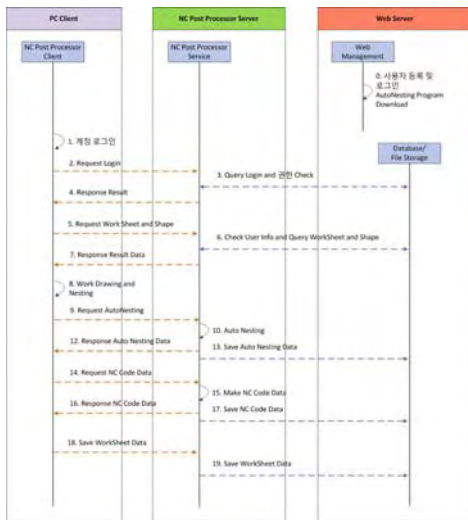 PC Client
NC Post Processor Server
Web Server
NC Post Processor
Client
NC Post Processor
Service
Web
Management
0. 사용자 등록 및
로그인
AutoNesting Program
Download
1. 계정 로그인
Database/
File Storage
2. Request Login
3. Query Login and 권한 Check
4. Response Result
5. Request Work Sheet and Shape
6. Check User Info and Query WorkSheet and Shape
7. Response Result Data
8. Work Drawing and
Nesting
9. Request AutoNesting
10. Auto Nesting
12. Response Auto Nesting Data
13. Save Auto Nesting Data
14. Request NC Code Data
15. Make NC Code Data
16. Response NC Code Data
17. Save NC Code Data
18. Save WorkSheet Data
19. Save WorkSheet Data